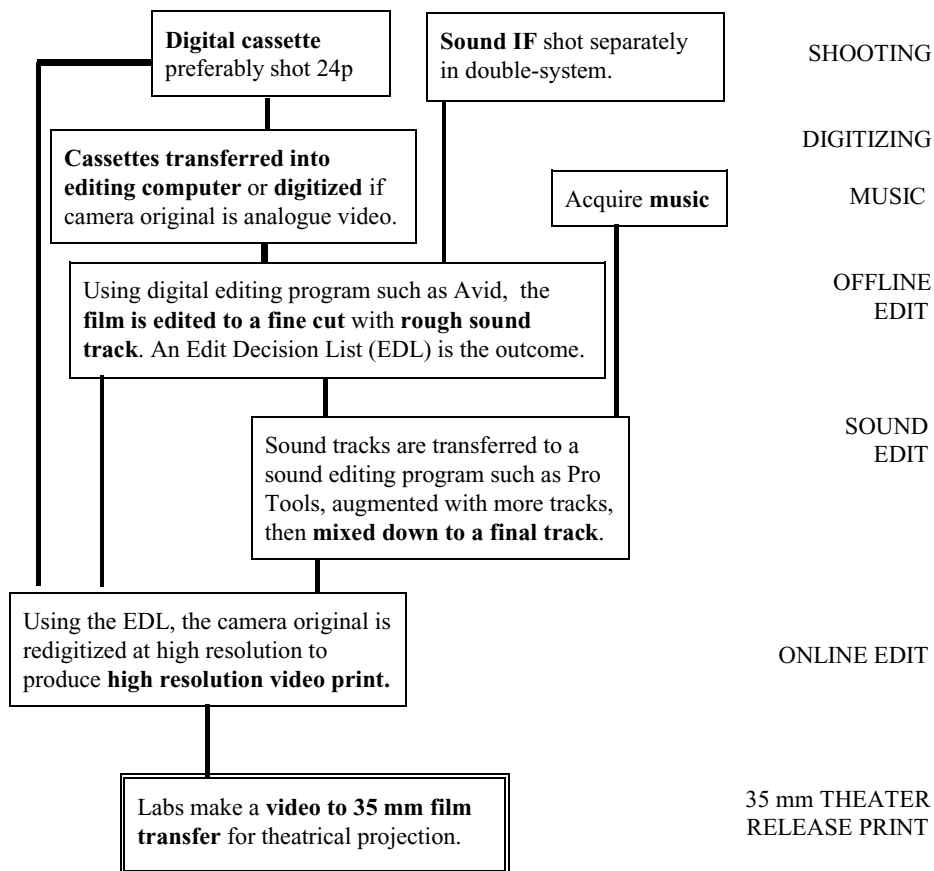 Digital cassette
preferably shot 24p
Sound IF shot separately
in double-system.
SHOOTING
DIGITIZING
Cassettes transferred into
editing computer or digitized if
camera original is analogue video.
Acquire music
MUSIC
Using digital editing program such as Avid, the
film is edited to a fine cut with rough sound
track. An Edit Decision List (EDL) is the outcome.
OFFLINE
EDIT
Sound tracks are transferred to a
sound editing program such as Pro
Tools, augmented with more tracks,
then mixed down to a final track.
SOUND
EDIT
Using the EDL, the camera original is
redigitized at high resolution to
produce high resolution video print.
ONLINE EDIT
Labs make a video to 35 mm film
transfer for theatrical projection.
35 mm THEATER
RELEASE PRINT